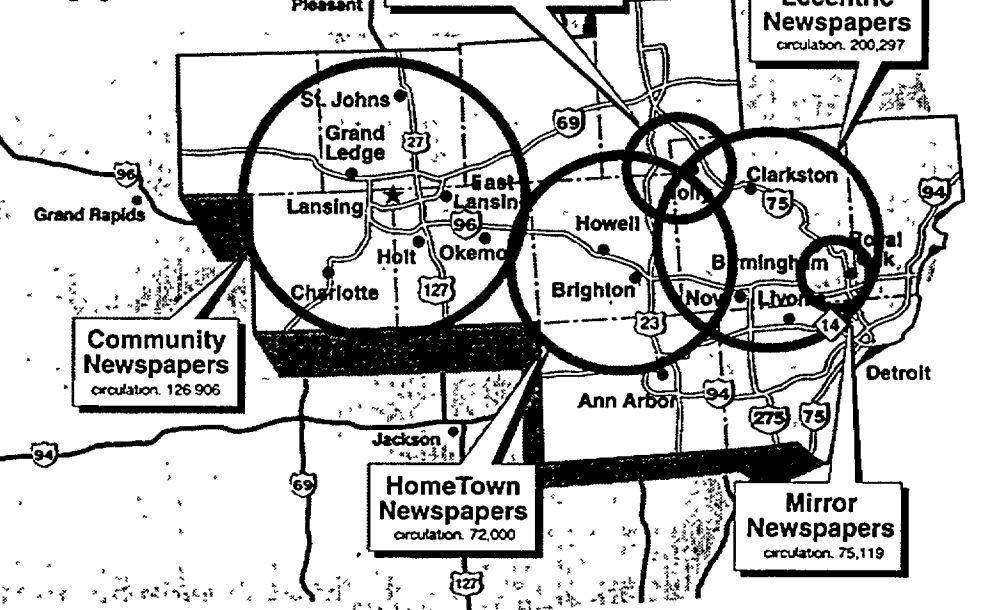 Pleasant
Eccentric
Newspapers
circulation. 200,297
St. Johns
Grand
Ledge
27
69
96
Grand Rapids
Lansing
East
Lansin
Holly
Clarkston
75
94
Howell
96
Holt
Okemo
Royal
Birmingham
Charlotte
127
Brighton
Novi
Livonia
23
14
Community
Newspapers
circulation. 126 906
Detroit
Ann Arbor
94
275
75
Jackson
94
69
HomeTown
Newspapers
circulation. 72,000
Mirror
Newspapers
circulation. 75,119
127